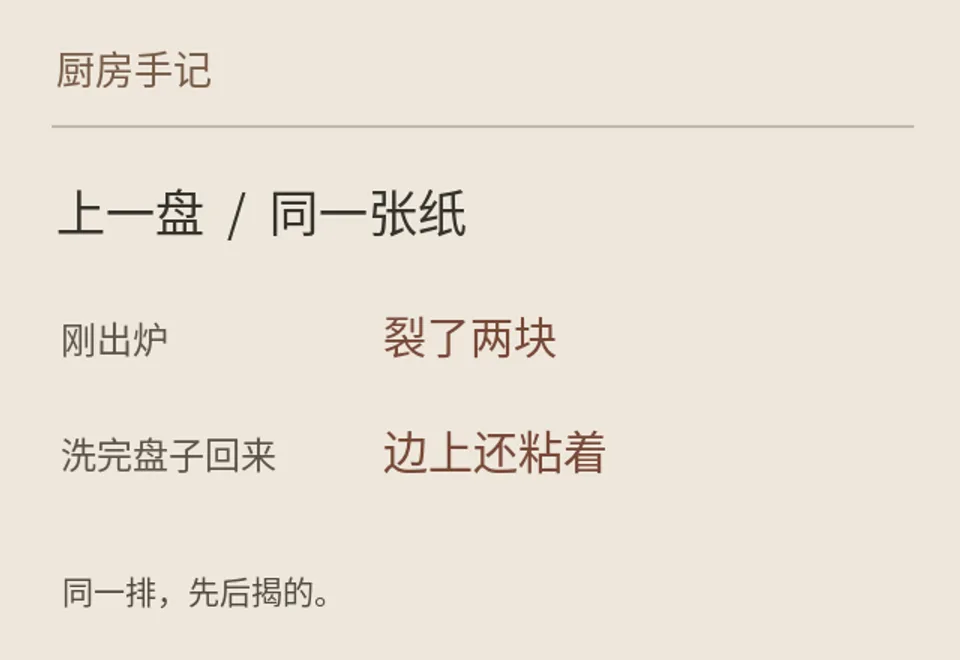 厨房手记
上一盘 / 同一张纸
刚出炉 裂了两块
洗完盘子回来 边上还粘着
同一排，先后揭的。